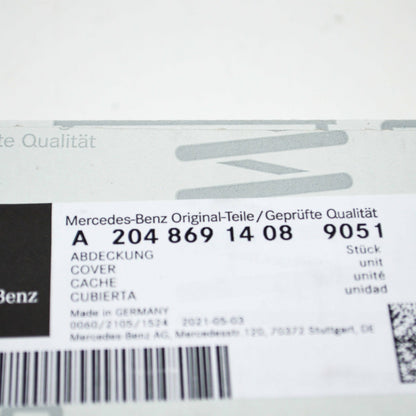 te Qualität
Mercedes-Benz Original-Teile/Geprüfte Qualität
A 204 869 14 08 9051
ABDECKUNG Stück
COVER unit
CACHE unité
CUBIERTA unidad
Benz
Made in GERMANY
0060/2105/1524 2021-05-03
Mercedes-Benz AG, Mercedesstr. 120, 70372 Stuttgart, DE